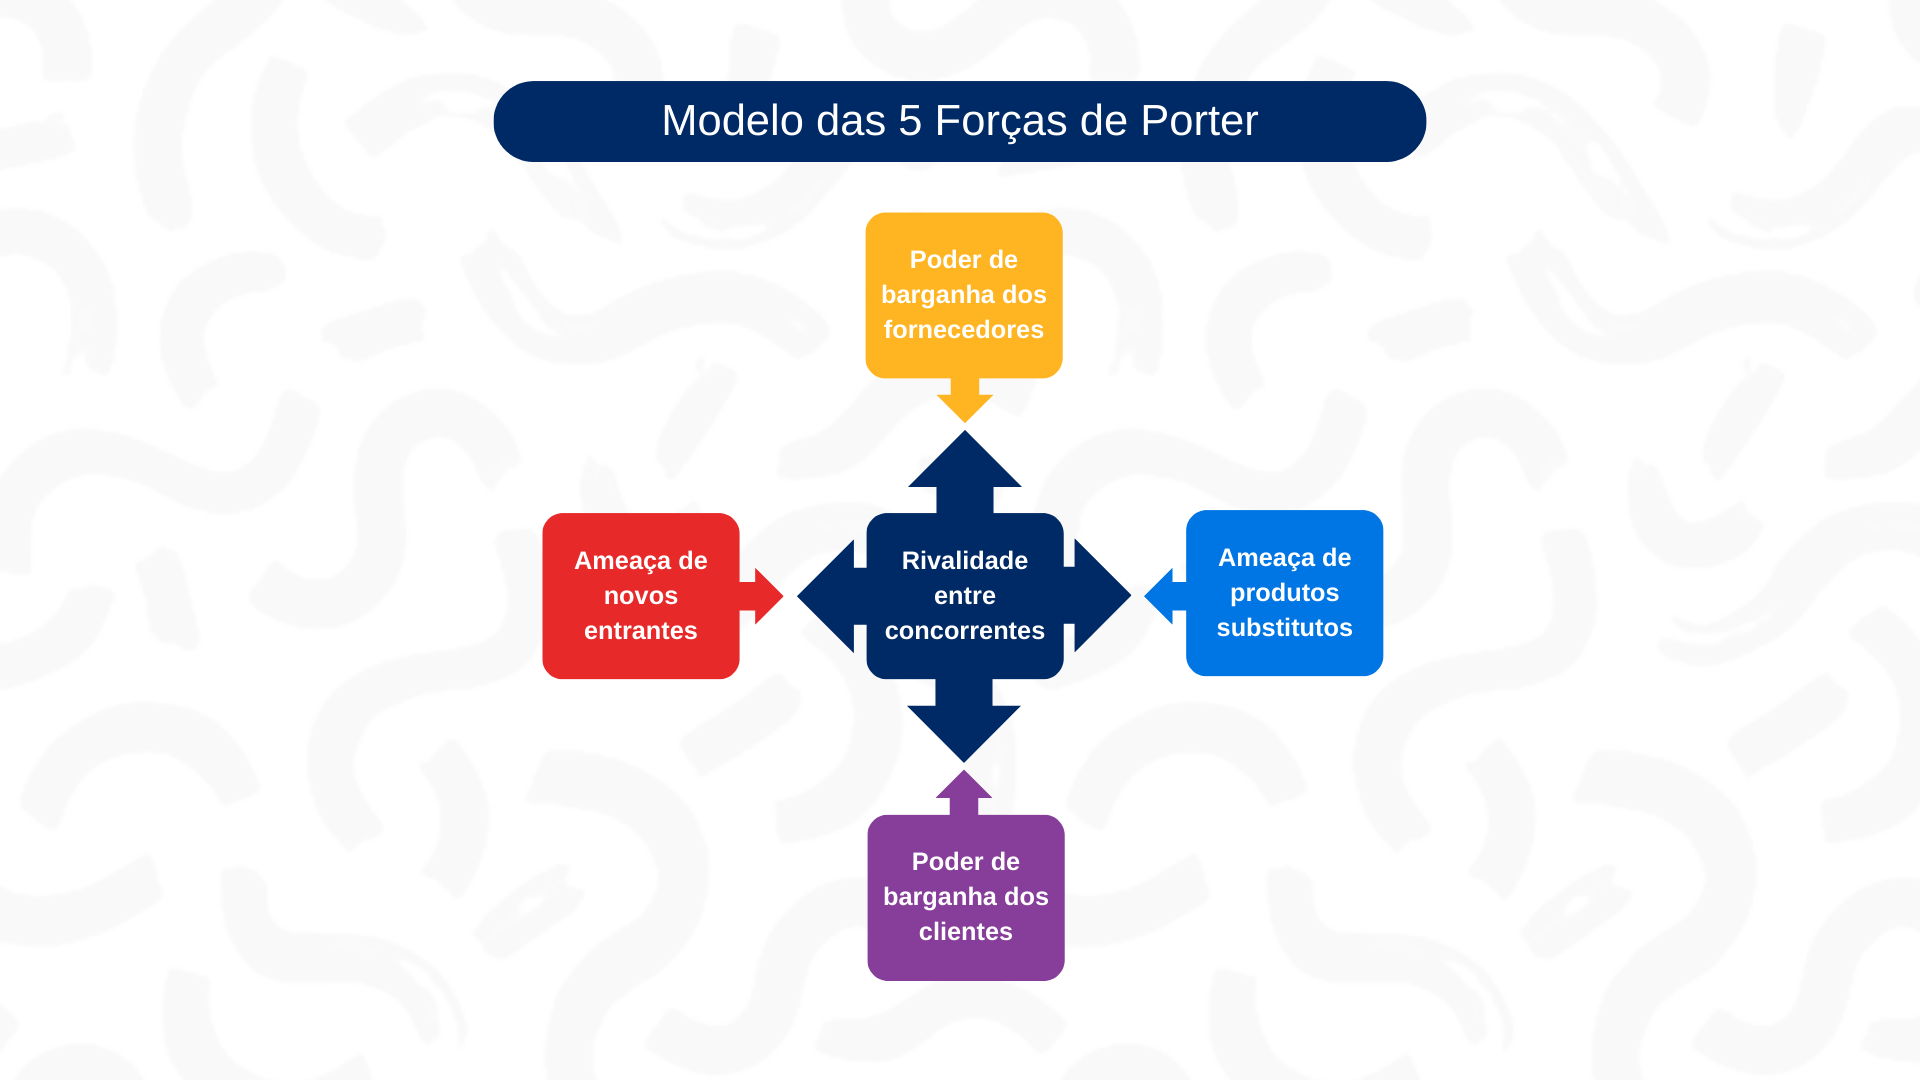 Modelo das 5 Forças de Porter
Poder de
barganha dos
fornecedores
Ameaça de
novos
entrantes
Rivalidade
entre
concorrentes
Ameaça de
produtos
substitutos
Poder de
barganha dos
clientes